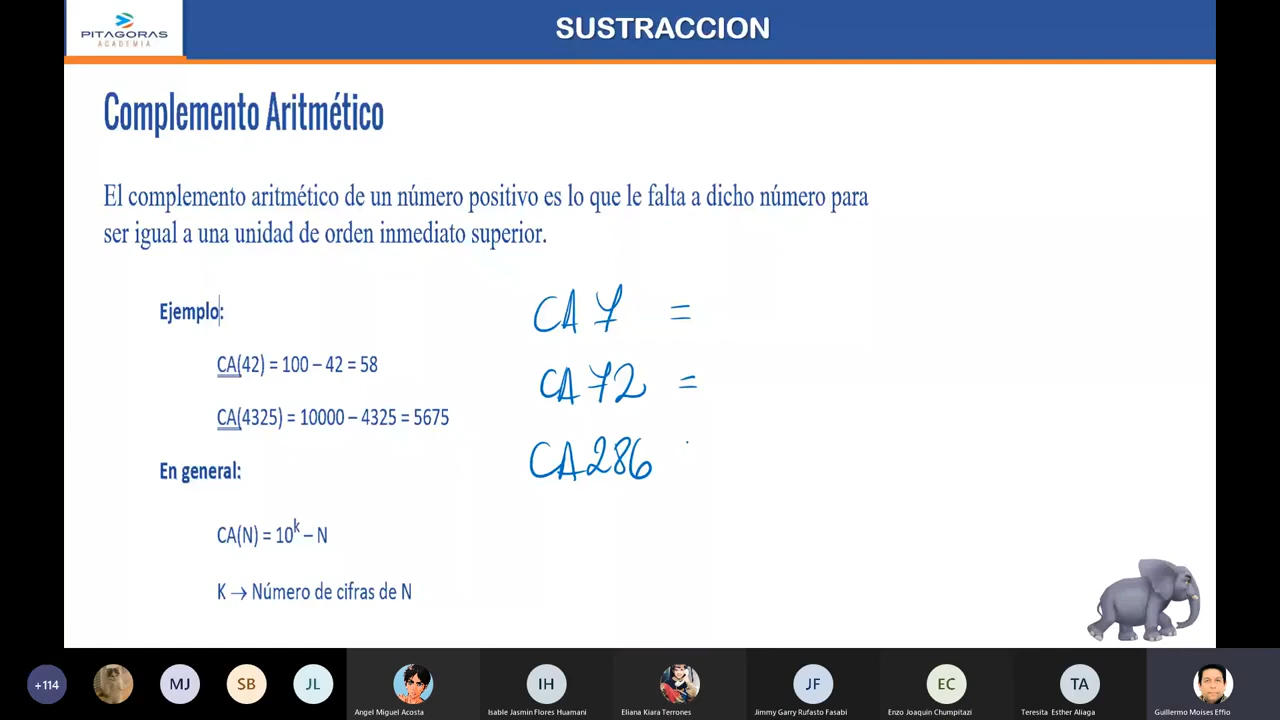 PITAGORAS
ACADEMIA
SUSTRACCION
Complemento Aritmético
El complemento aritmético de un número positivo es lo que le falta a dicho número para
ser igual a una unidad de orden inmediato superior.
Ejemplo:
CA(42) = 100 – 42 = 58
CA(4325) = 10000 – 4325 = 5675
En general:
CA(N) = 10^k – N
K → Número de cifras de N
CA 7 =
CA 72 =
CA 286
+114
MJ
SB
JL
Angel Miguel Acosta
IH
Isable Jasmin Flores Huamani
Eliana Kiara Terrones
JF
Jimmy Garry Rufasto Fasabi
EC
Enzo Joaquin Chumpitazi
TA
Teresita Esther Aliaga
Guillermo Moises Effio